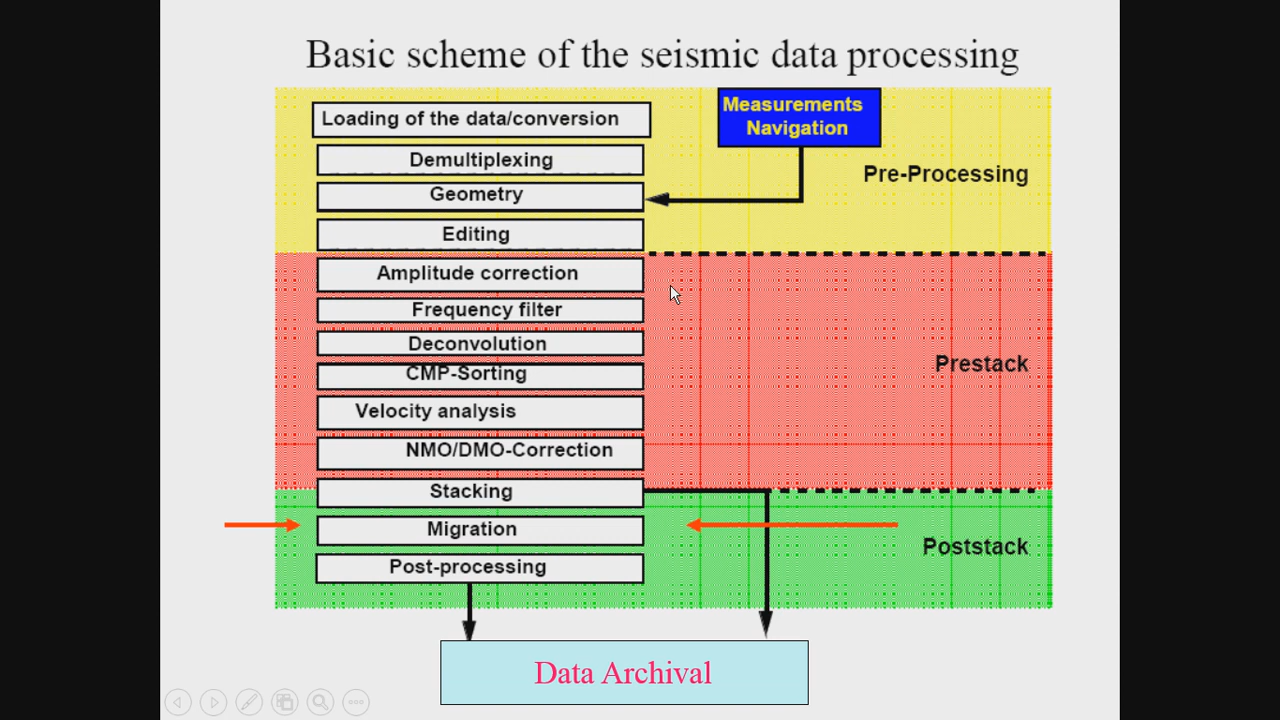 Basic scheme of the seismic data processing
Loading of the data/conversion
Measurements
Navigation
Demultiplexing
Pre-Processing
Geometry
Editing
Amplitude correction
Frequency filter
Deconvolution
Prestack
CMP-Sorting
Velocity analysis
NMO/DMO-Correction
Stacking
Migration
Poststack
Post-processing
Data Archival